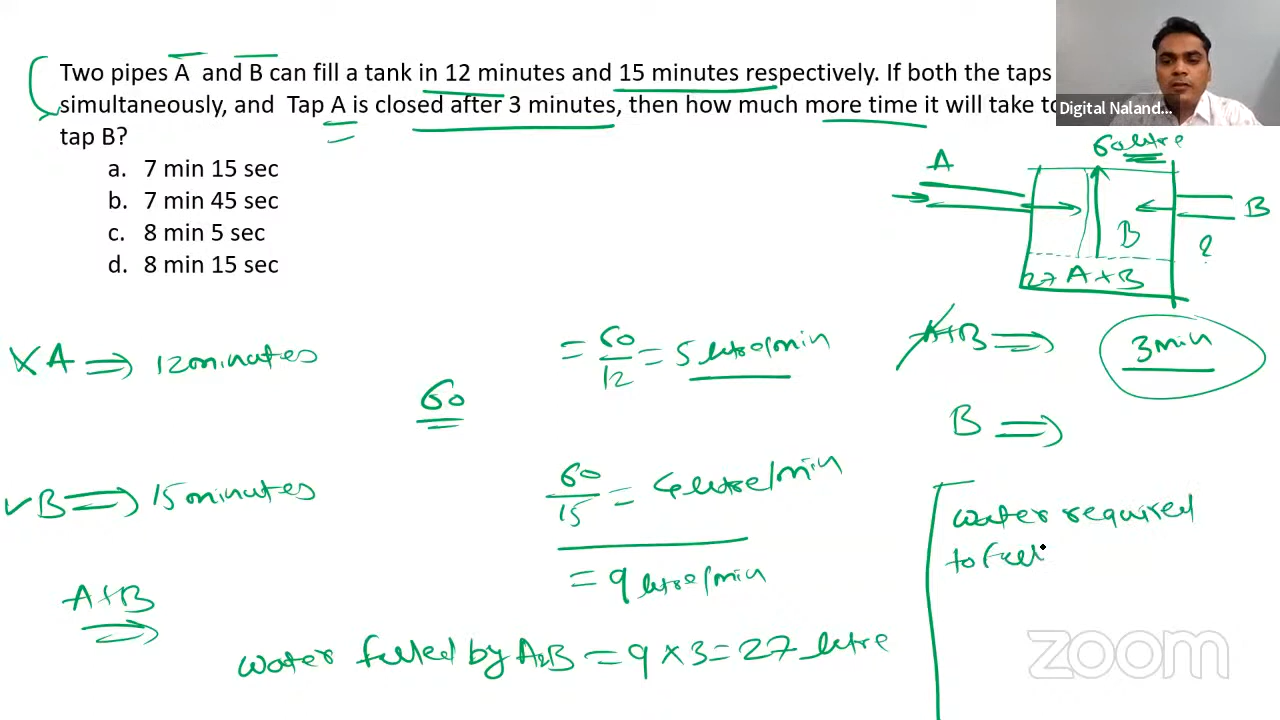 Two pipes A and B can fill a tank in 12 minutes and 15 minutes respectively. If both the taps
simultaneously, and Tap A is closed after 3 minutes, then how much more time it will take to
tap B?
a. 7 min 15 sec
b. 7 min 45 sec
c. 8 min 5 sec
d. 8 min 15 sec
Digital Naland...
60 litre
A
B
B
?
27 A+B
XA ⇒ 12 minutes
= 60/12 = 5 litre/min
A+B ⇒ 3 min
60
B ⇒
✓B ⇒ 15 minutes
60/15 = 4 litre/min
= 9 litre/min
A+B ⇒
water filled by A&B = 9 × 3 = 27 litre
water required
to fill
zoom